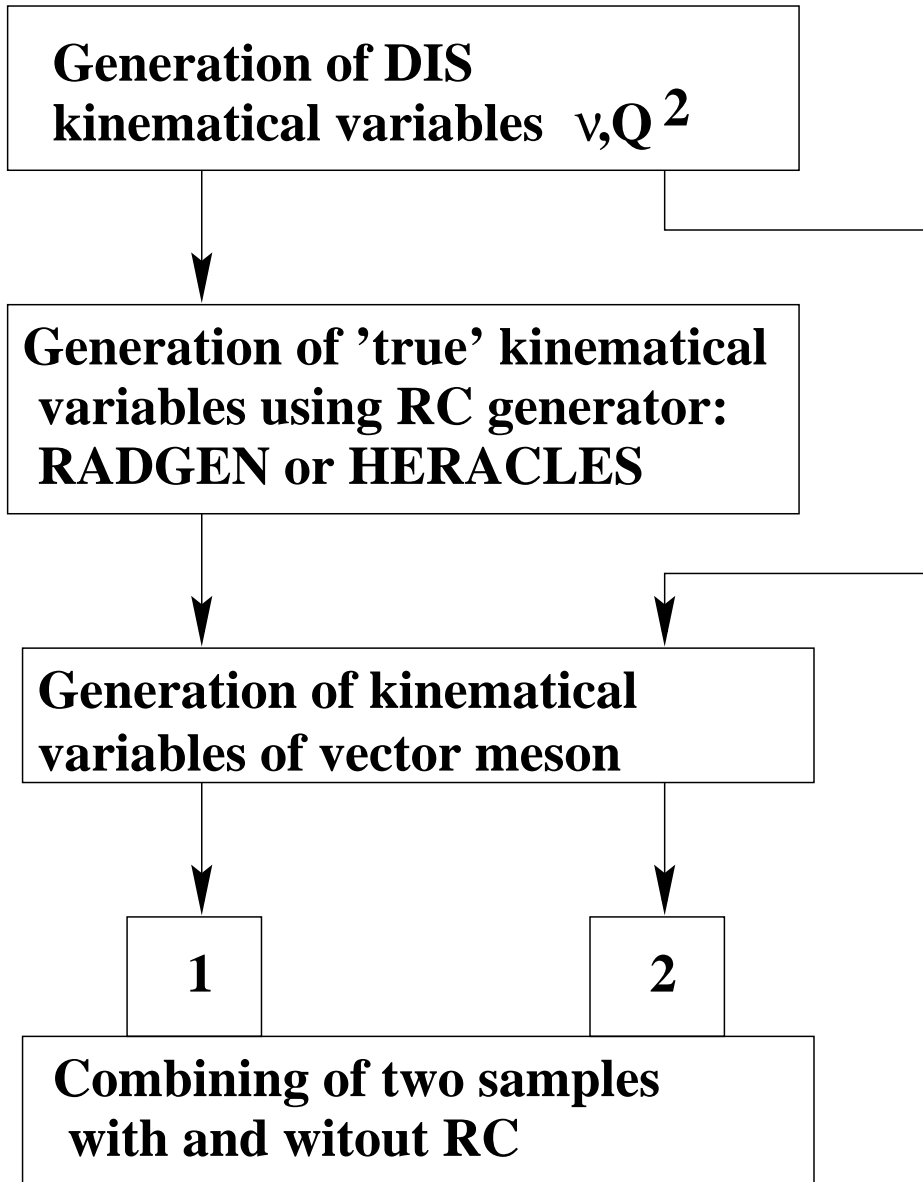 Generation of DIS
kinematical variables ν,Q²
Generation of ’true’ kinematical
variables using RC generator:
RADGEN or HERACLES
Generation of kinematical
variables of vector meson
1
2
Combining of two samples
with and witout RC